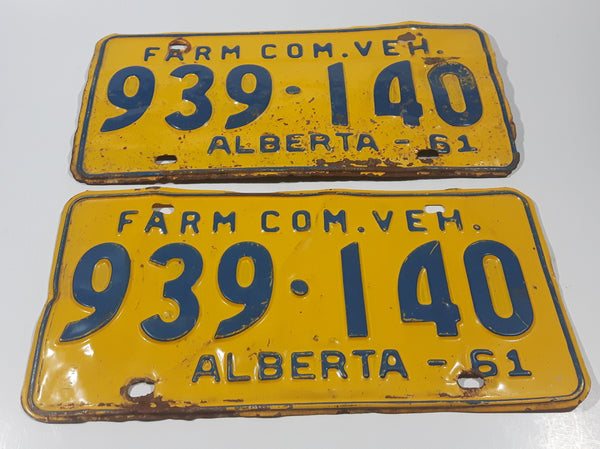 FARM COM. VEH.
939·140
ALBERTA - 61
FARM COM. VEH.
939·140
ALBERTA - 61